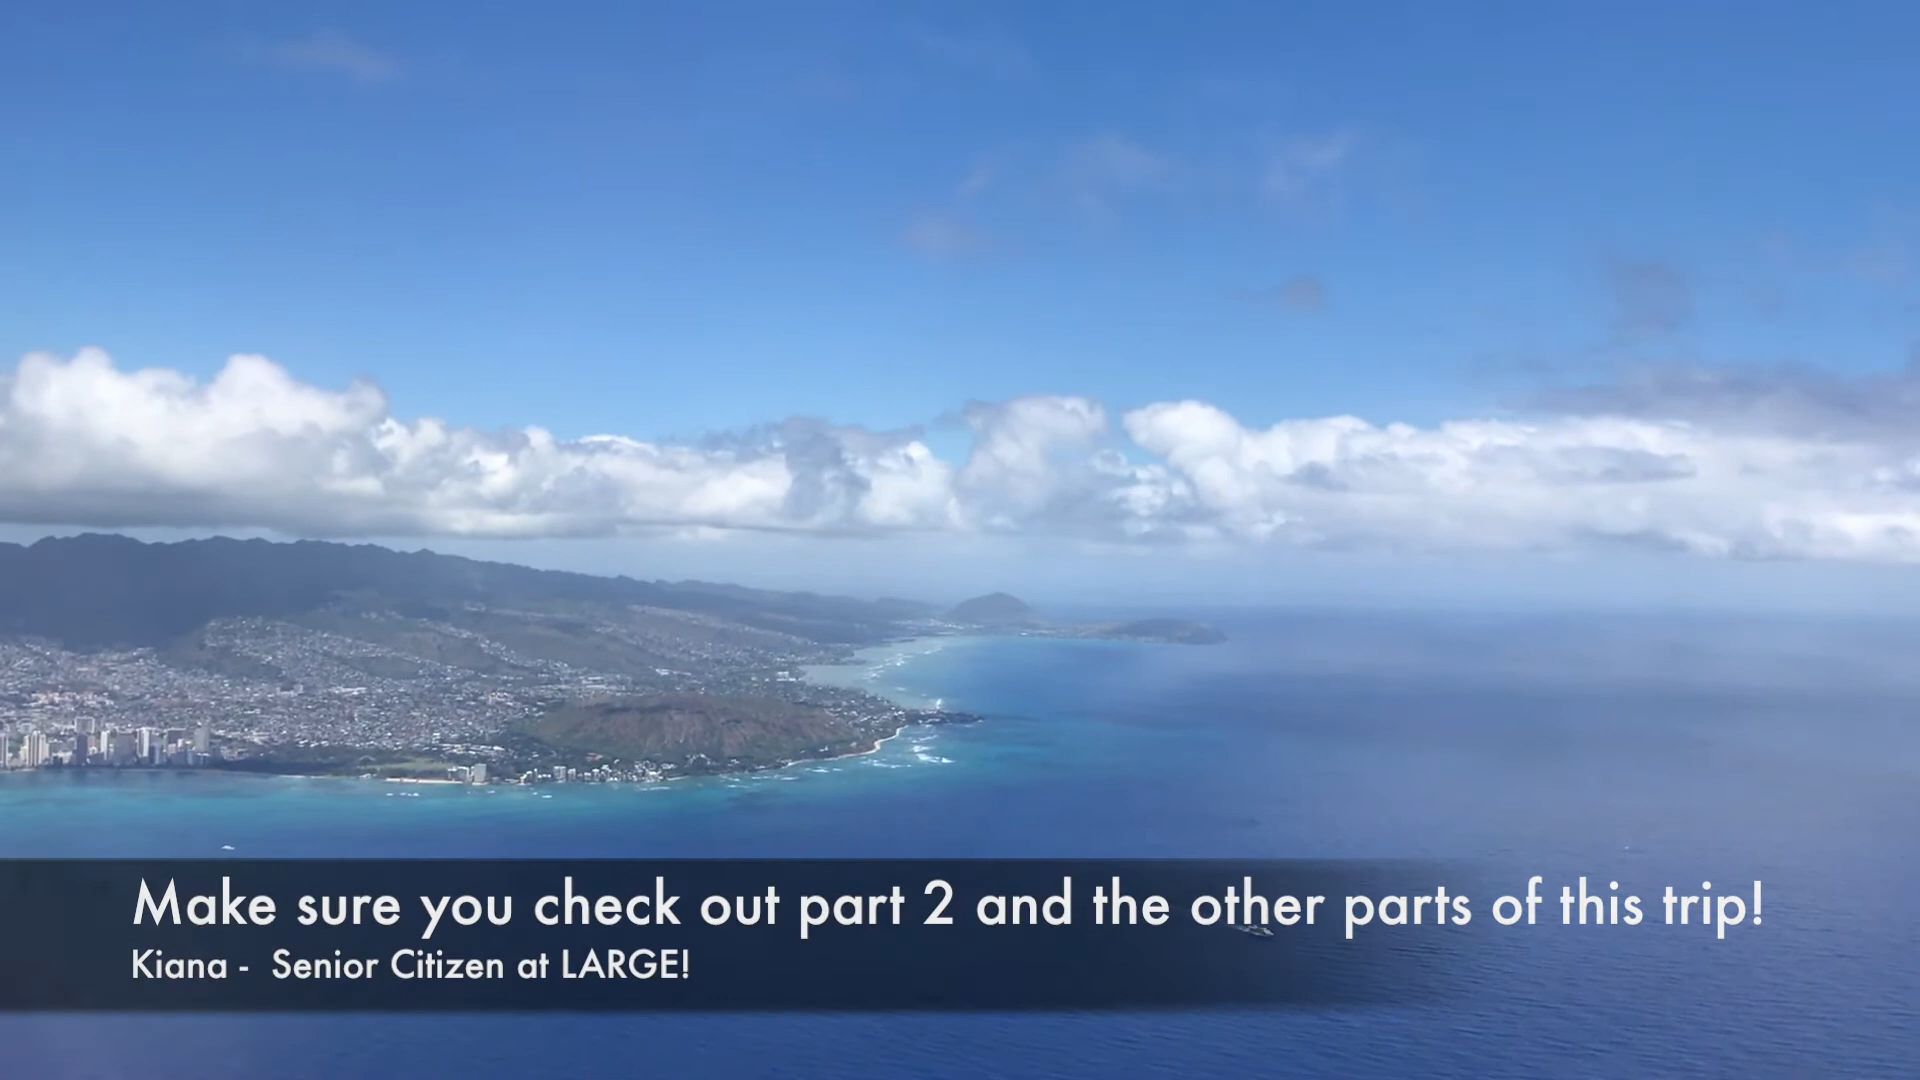 Make sure you check out part 2 and the other parts of this trip!
Kiana -  Senior Citizen at LARGE!